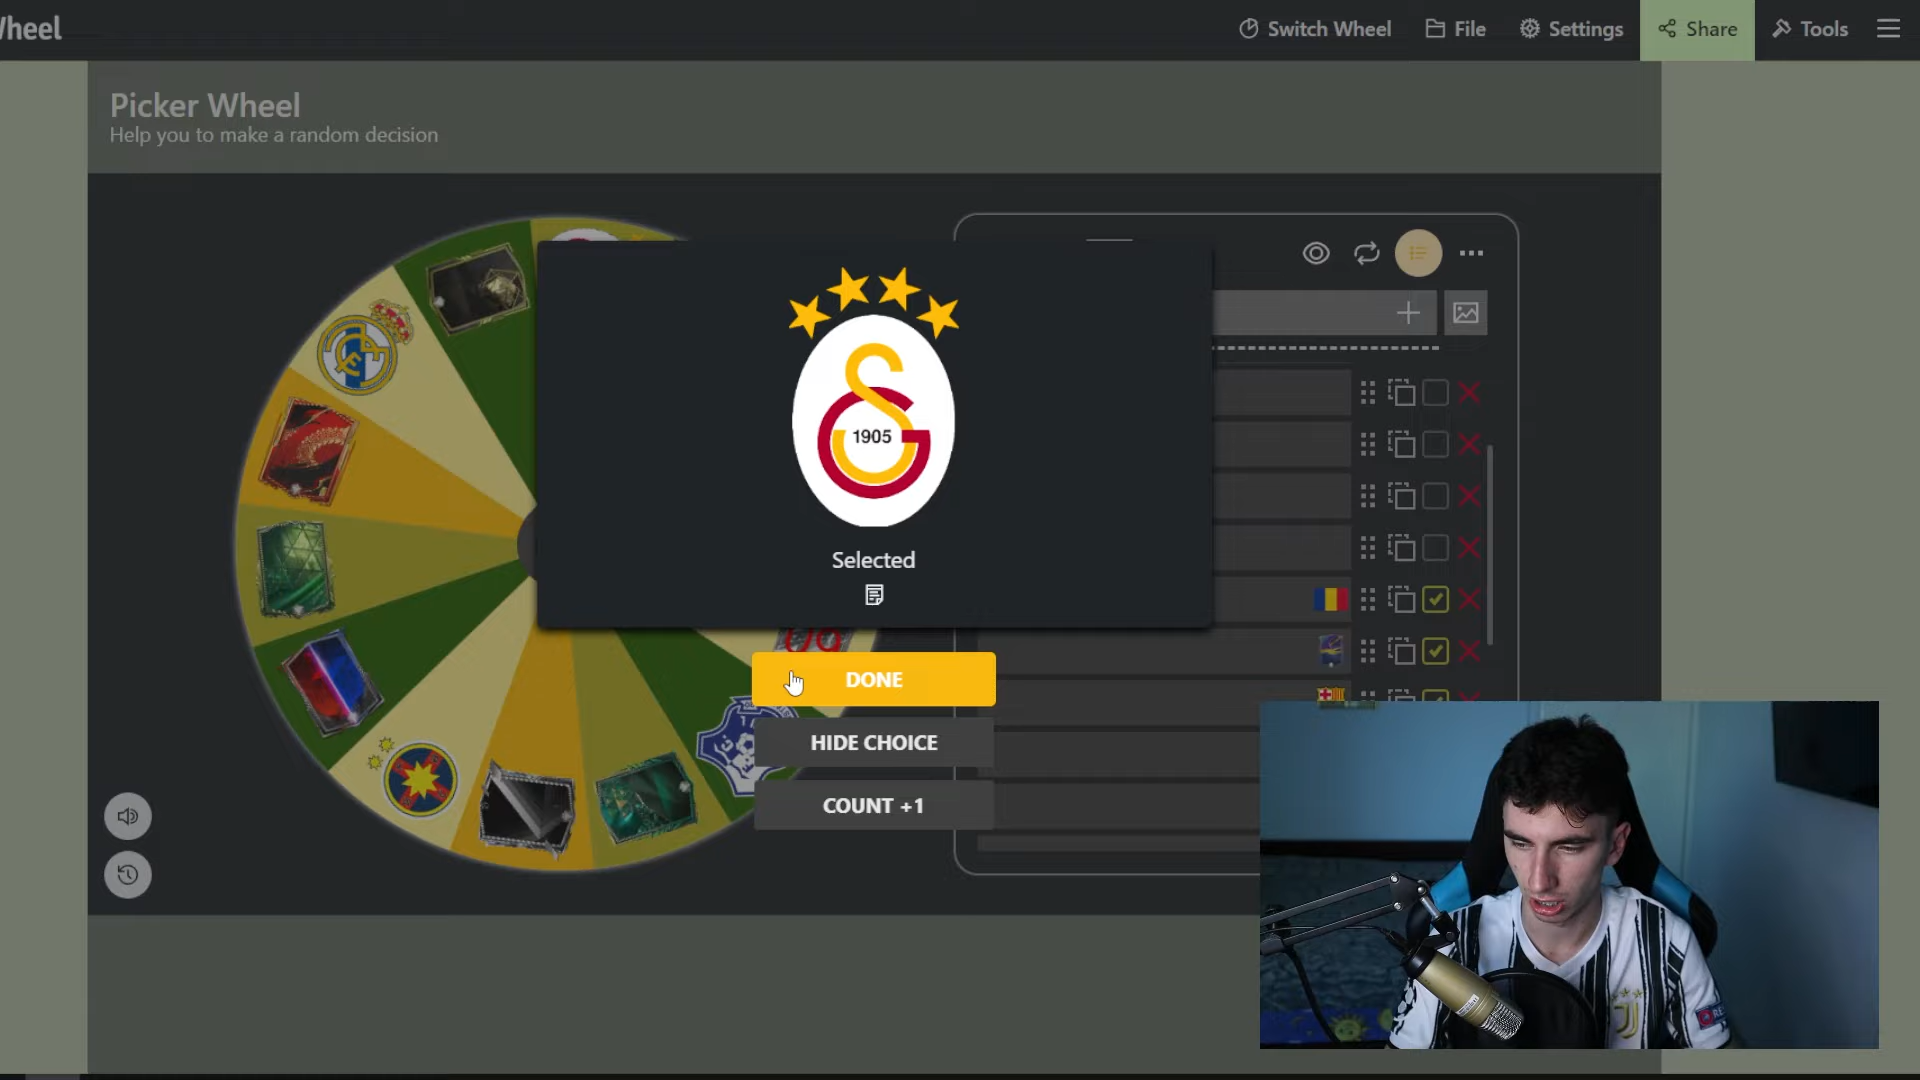 Wheel
Switch Wheel
File
Settings
Share
Tools
Picker Wheel
Help you to make a random decision
1905
Selected
DONE
HIDE CHOICE
COUNT +1